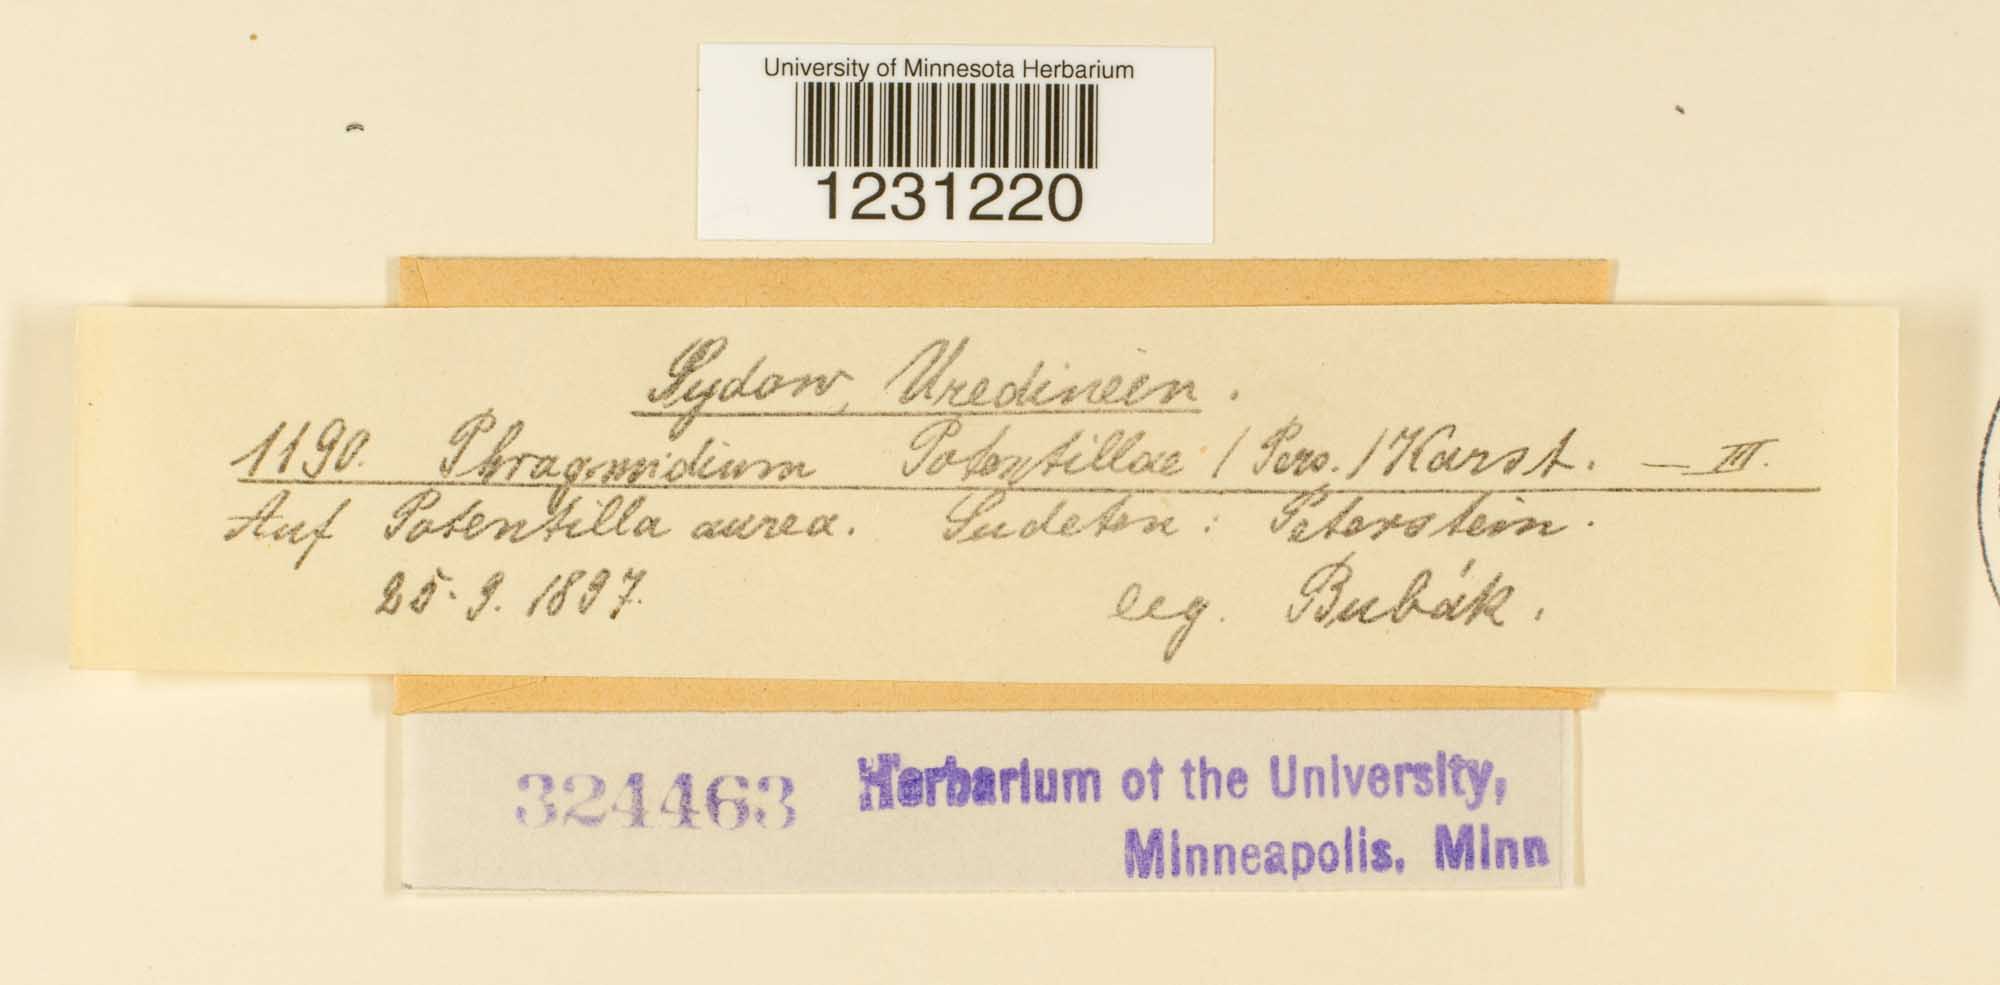 University of Minnesota Herbarium
1231220
Sydow, Uredineen.
1190. Phragmidium Potentillae (Pers.) Karst. — III.
Auf Potentilla aurea. Sudeten: Peterstein.
25. 9. 1897. leg. Bubák.
324463 Herbarium of the University,
Minneapolis, Minn